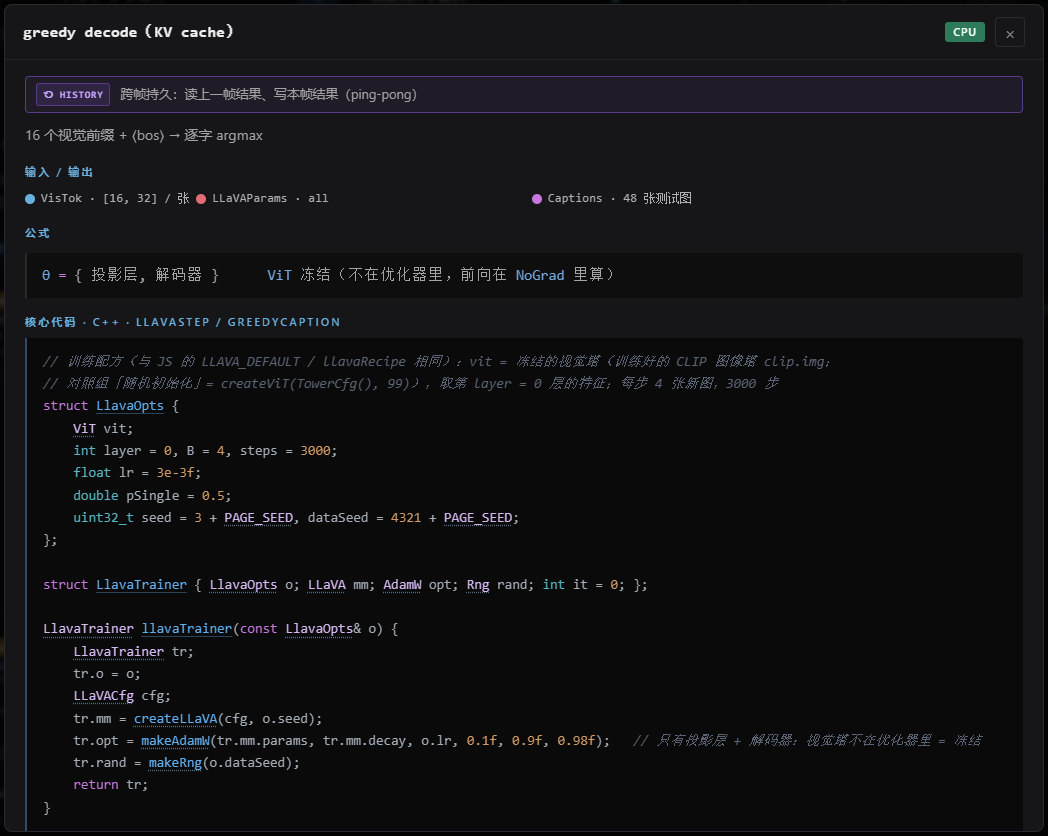 greedy decode (KV cache)
CPU
×
HISTORY 跨帧持久: 读上一帧结果、写本帧结果 (ping-pong)
16 个视觉前缀 + ⟨bos⟩ → 逐字 argmax
输入 / 输出
VisTok · [16, 32] / 张 LLaVAParams · all Captions · 48 张测试图
公式
θ = { 投影层, 解码器 } ViT 冻结 (不在优化器里, 前向在 NoGrad 里算)
核心代码 · C++ · LLAVASTEP / GREEDYCAPTION
// 训练配方 (与 JS 的 LLAVA_DEFAULT / llavaRecipe 相同): vit = 冻结的视觉塔 (训练好的 CLIP 图像塔 clip.img;
// 对照组「随机初始化」= createViT(TowerCfg(), 99)), 取第 layer = 0 层的特征; 每步 4 张新图, 3000 步
struct LlavaOpts {
    ViT vit;
    int layer = 0, B = 4, steps = 3000;
    float lr = 3e-3f;
    double pSingle = 0.5;
    uint32_t seed = 3 + PAGE_SEED, dataSeed = 4321 + PAGE_SEED;
};
struct LlavaTrainer { LlavaOpts o; LLaVA mm; AdamW opt; Rng rand; int it = 0; };
LlavaTrainer llavaTrainer(const LlavaOpts& o) {
    LlavaTrainer tr;
    tr.o = o;
    LLaVACfg cfg;
    tr.mm = createLLaVA(cfg, o.seed);
    tr.opt = makeAdamW(tr.mm.params, tr.mm.decay, o.lr, 0.1f, 0.9f, 0.98f);   // 只有投影层 + 解码器; 视觉塔不在优化器里 = 冻结
    tr.rand = makeRng(o.dataSeed);
    return tr;
}